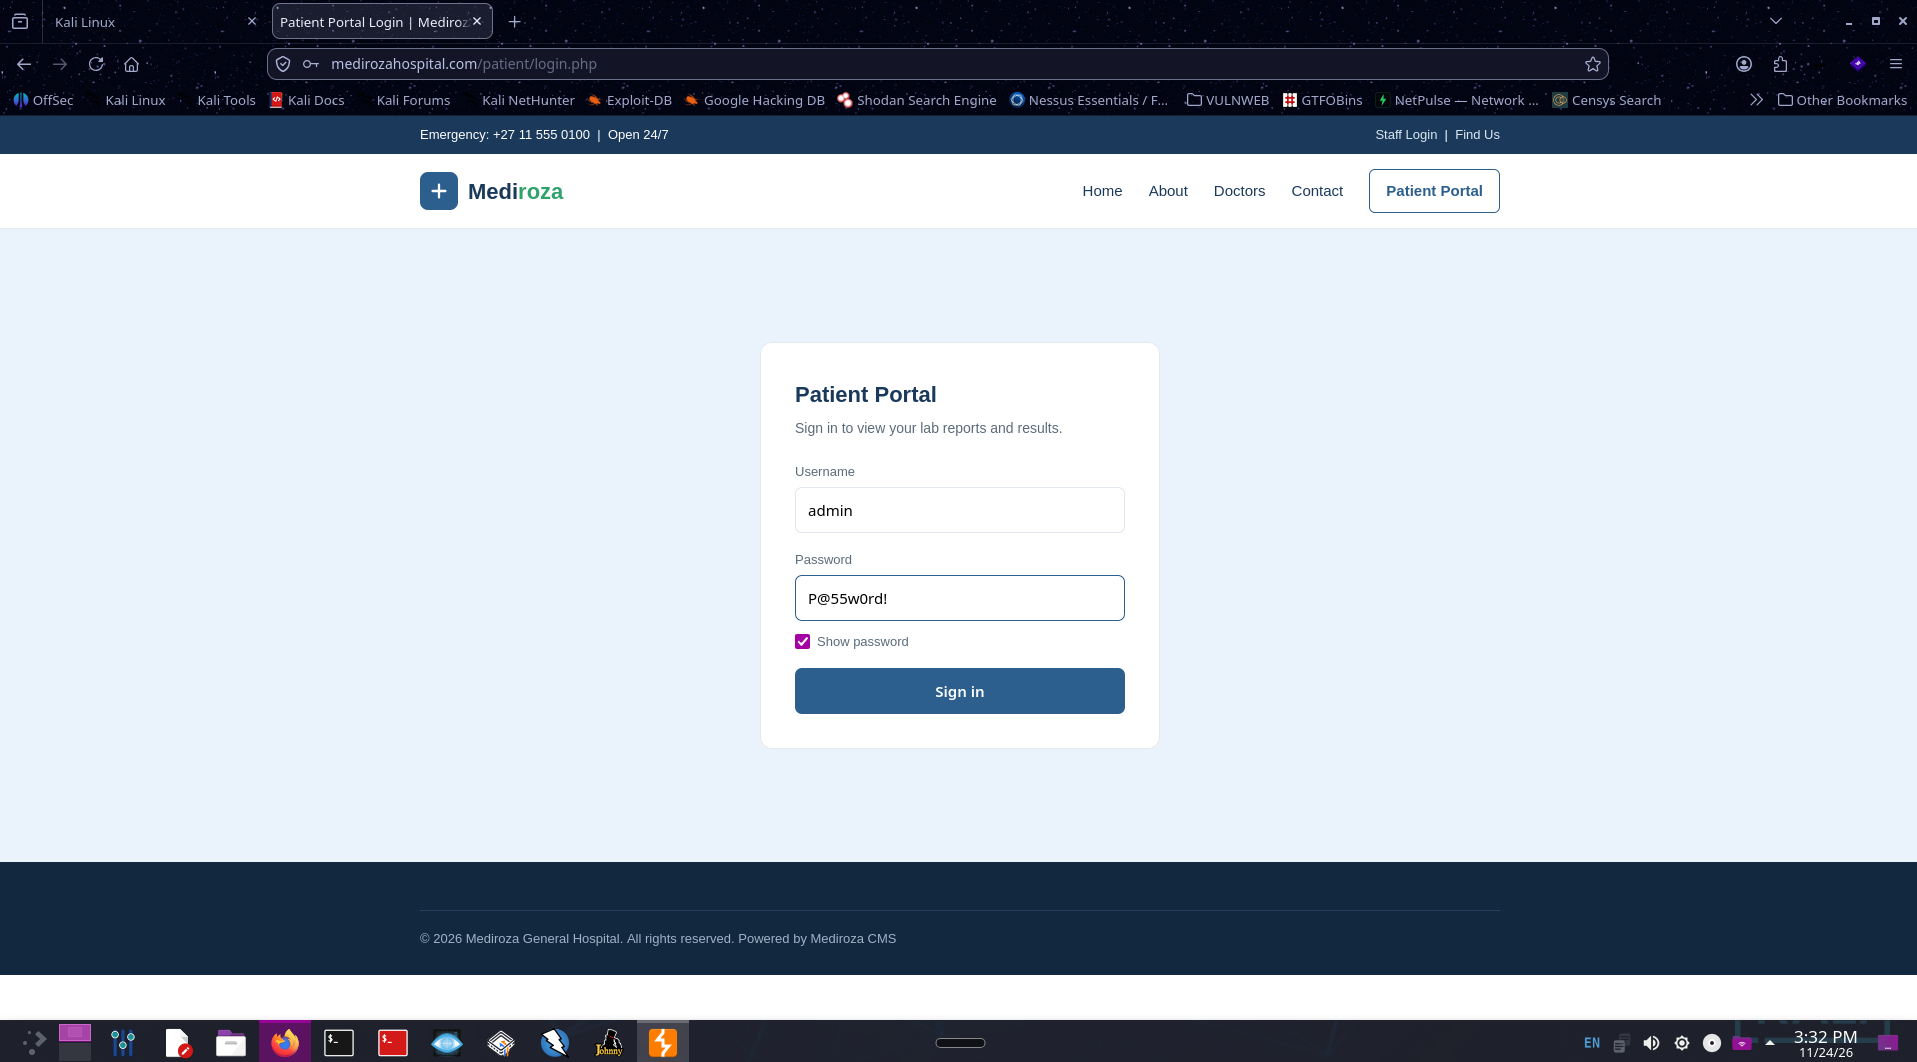 Kali Linux
Patient Portal Login | Mediroz
medirozahospital.com/patient/login.php
OffSec Kali Linux Kali Tools Kali Docs Kali Forums Kali NetHunter Exploit-DB Google Hacking DB Shodan Search Engine Nessus Essentials / F... VULNWEB GTFOBins NetPulse — Network ... Censys Search Other Bookmarks
Emergency: +27 11 555 0100 | Open 24/7
Staff Login | Find Us
Mediroza
Home About Doctors Contact Patient Portal
Patient Portal
Sign in to view your lab reports and results.
Username
admin
Password
P@55w0rd!
Show password
Sign in
© 2026 Mediroza General Hospital. All rights reserved. Powered by Mediroza CMS
$_
$_
Johnny
EN
3:32 PM
11/24/26